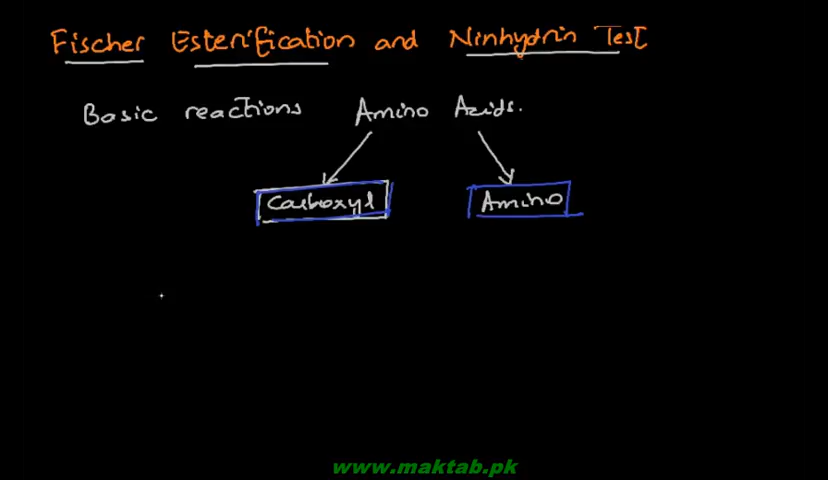 Fischer Esterification and Ninhydrin Test
Basic reactions Amino Acids.
Carboxyl Amino
www.maktab.pk